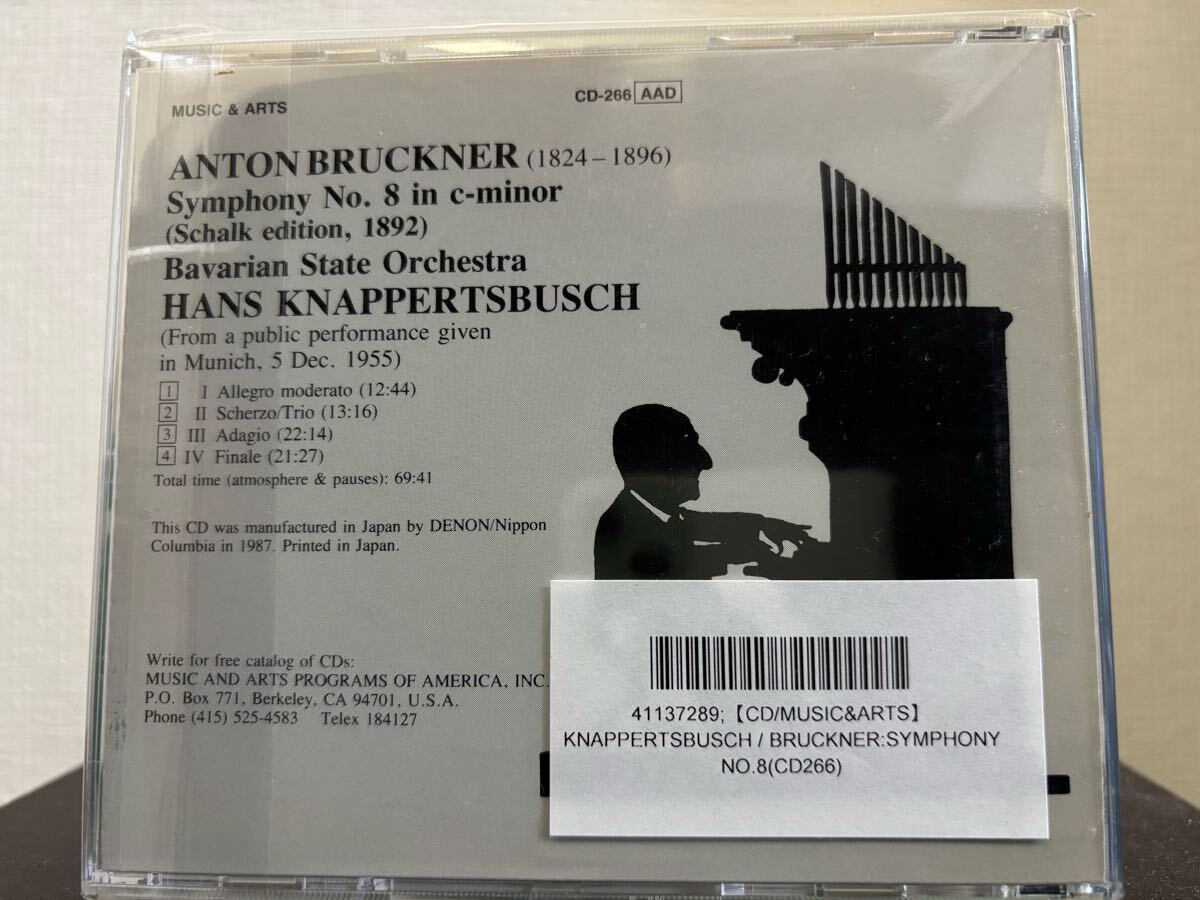 MUSIC & ARTS
CD-266 AAD
ANTON BRUCKNER (1824–1896)
Symphony No. 8 in c-minor
(Schalk edition, 1892)
Bavarian State Orchestra
HANS KNAPPERTSBUSCH
(From a public performance given
in Munich, 5 Dec. 1955)
1 I Allegro moderato (12:44)
2 II Scherzo/Trio (13:16)
3 III Adagio (22:14)
4 IV Finale (21:27)
Total time (atmosphere & pauses): 69:41
This CD was manufactured in Japan by DENON/Nippon
Columbia in 1987. Printed in Japan.
Write for free catalog of CDs:
MUSIC AND ARTS PROGRAMS OF AMERICA, INC.
P.O. Box 771, Berkeley, CA 94701, U.S.A.
Phone (415) 525-4583 Telex 184127
41137289;【CD/MUSIC&ARTS】
KNAPPERTSBUSCH / BRUCKNER:SYMPHONY
NO.8(CD266)